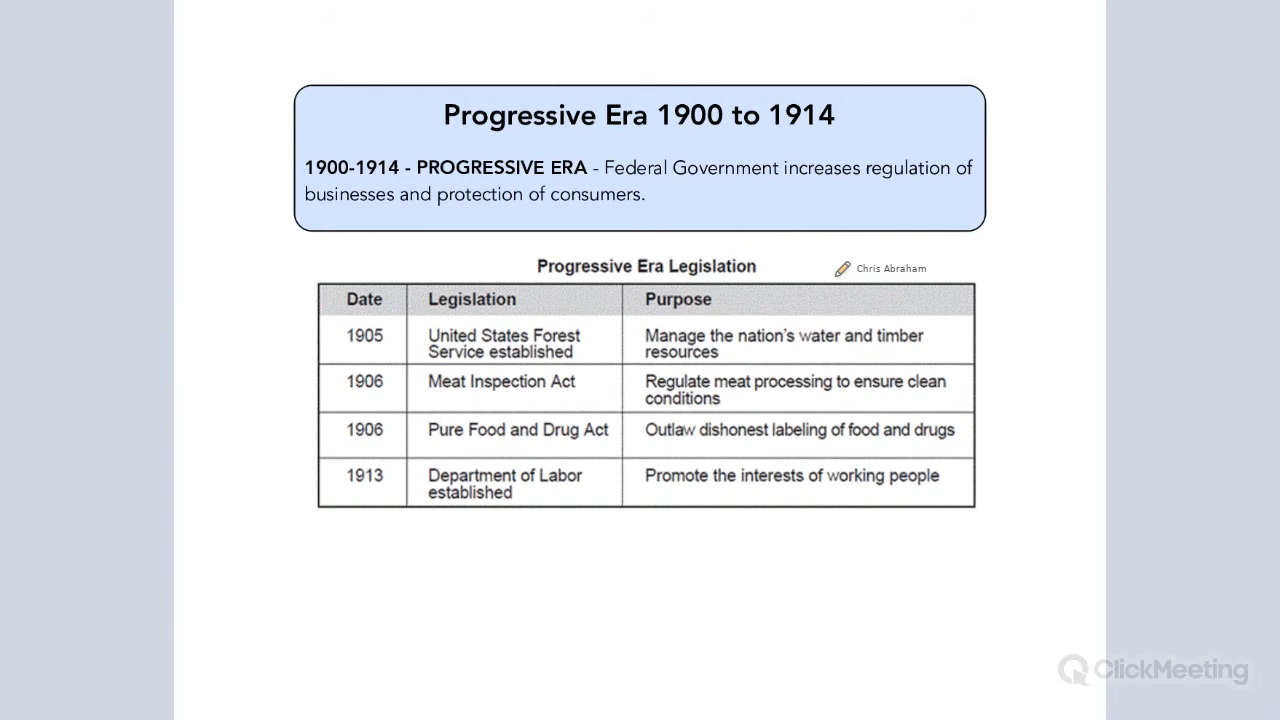 Progressive Era 1900 to 1914
1900-1914 - PROGRESSIVE ERA - Federal Government increases regulation of
businesses and protection of consumers.
Progressive Era Legislation
Chris Abraham
Date Legislation Purpose
1905 United States Forest Manage the nation's water and timber
Service established resources
1906 Meat Inspection Act Regulate meat processing to ensure clean
conditions
1906 Pure Food and Drug Act Outlaw dishonest labeling of food and drugs
1913 Department of Labor Promote the interests of working people
established
ClickMeeting